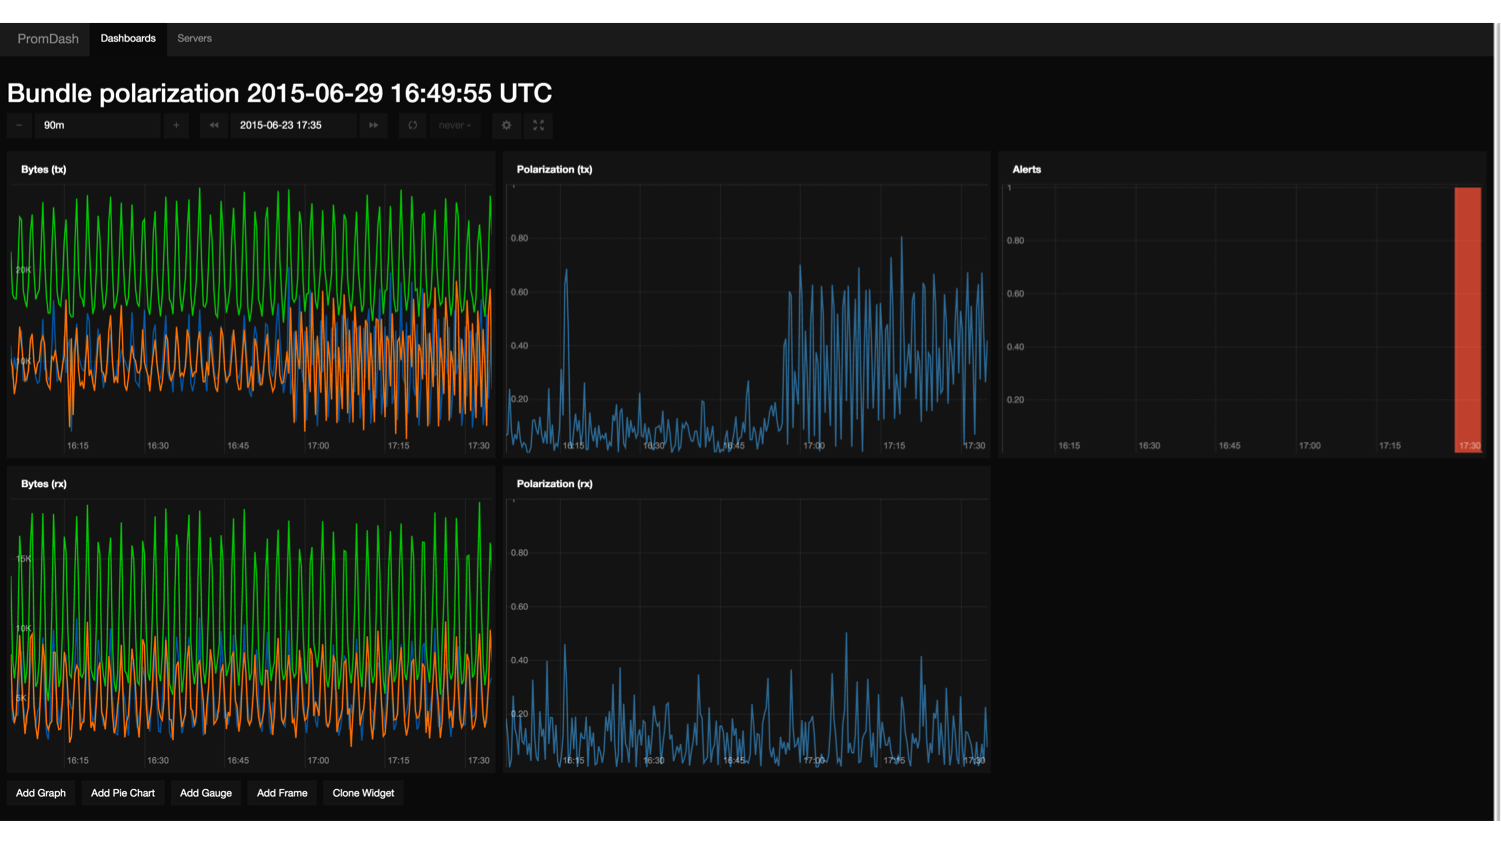 PromDash Dashboards Servers
Bundle polarization 2015-06-29 16:49:55 UTC
− 90m + 2015-06-23 17:35 never
Bytes (tx)
20K
10K
16:15 16:30 16:45 17:00 17:15 17:30
Polarization (tx)
0.80
0.60
0.40
0.20
16:15 16:30 16:45 17:00 17:15 17:30
Alerts
1
0.80
0.60
0.40
0.20
16:15 16:30 16:45 17:00 17:15 17:30
Bytes (rx)
15K
10K
5K
16:15 16:30 16:45 17:00 17:15 17:30
Polarization (rx)
0.80
0.60
0.40
0.20
16:15 16:30 16:45 17:00 17:15 17:30
Add Graph Add Pie Chart Add Gauge Add Frame Clone Widget